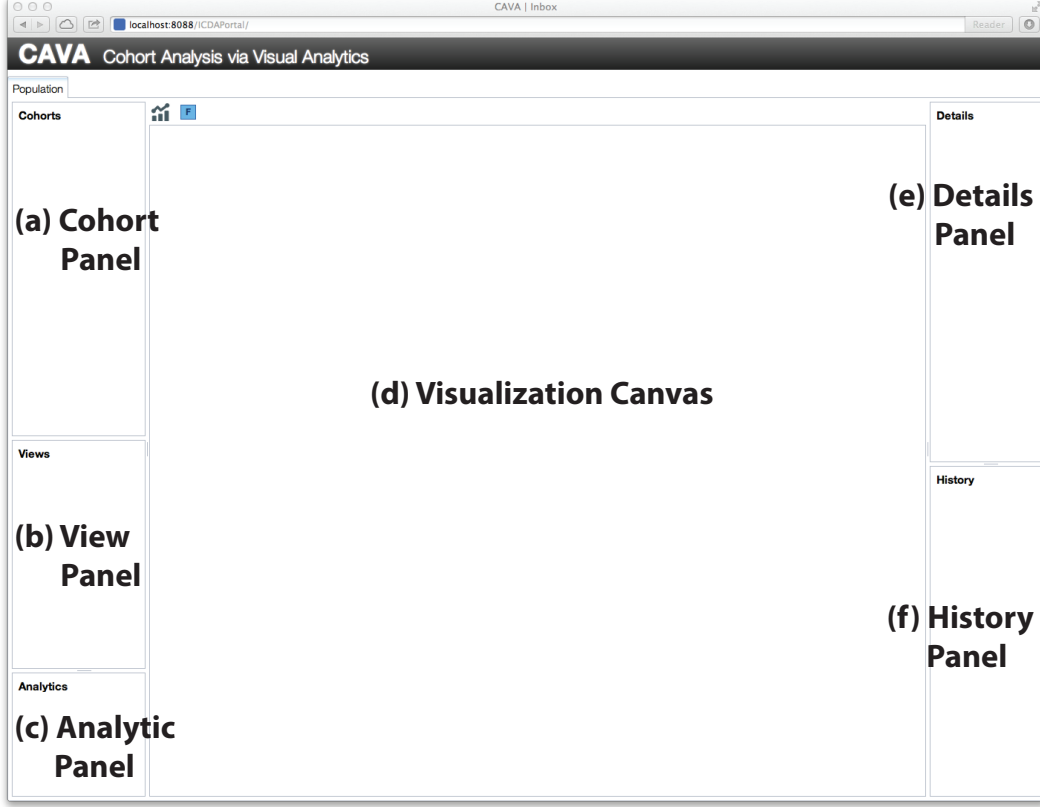 CAVA | Inbox
localhost:8088/ICDAPortal/
Reader
CAVA Cohort Analysis via Visual Analytics
Population
Cohorts
F
Details
(a) Cohort
Panel
(e) Details
Panel
(d) Visualization Canvas
Views
History
(b) View
Panel
(f) History
Panel
Analytics
(c) Analytic
Panel